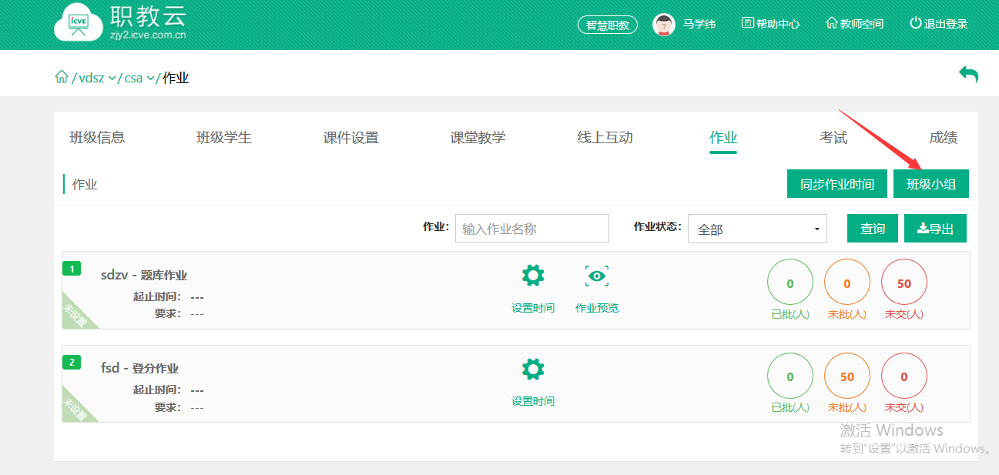 icve 职教云
zjy2.icve.com.cn
智慧职教 ? 马学纬 帮助中心 教师空间 退出登录
/ vdsz / csa / 作业
班级信息 班级学生 课件设置 课堂教学 线上互动 作业 考试 成绩
作业 同步作业时间 班级小组
作业: 输入作业名称 作业状态: 全部 查询 导出
1 sdzv - 题库作业
起止时间: ---
要求: ---
未设置
设置时间 作业预览
0 0 50
已批(人) 未批(人) 未交(人)
2 fsd - 登分作业
起止时间: ---
要求: ---
未设置
设置时间
0 50 0
已批(人) 未批(人) 未交(人)
激活 Windows
转到"设置"以激活 Windows。